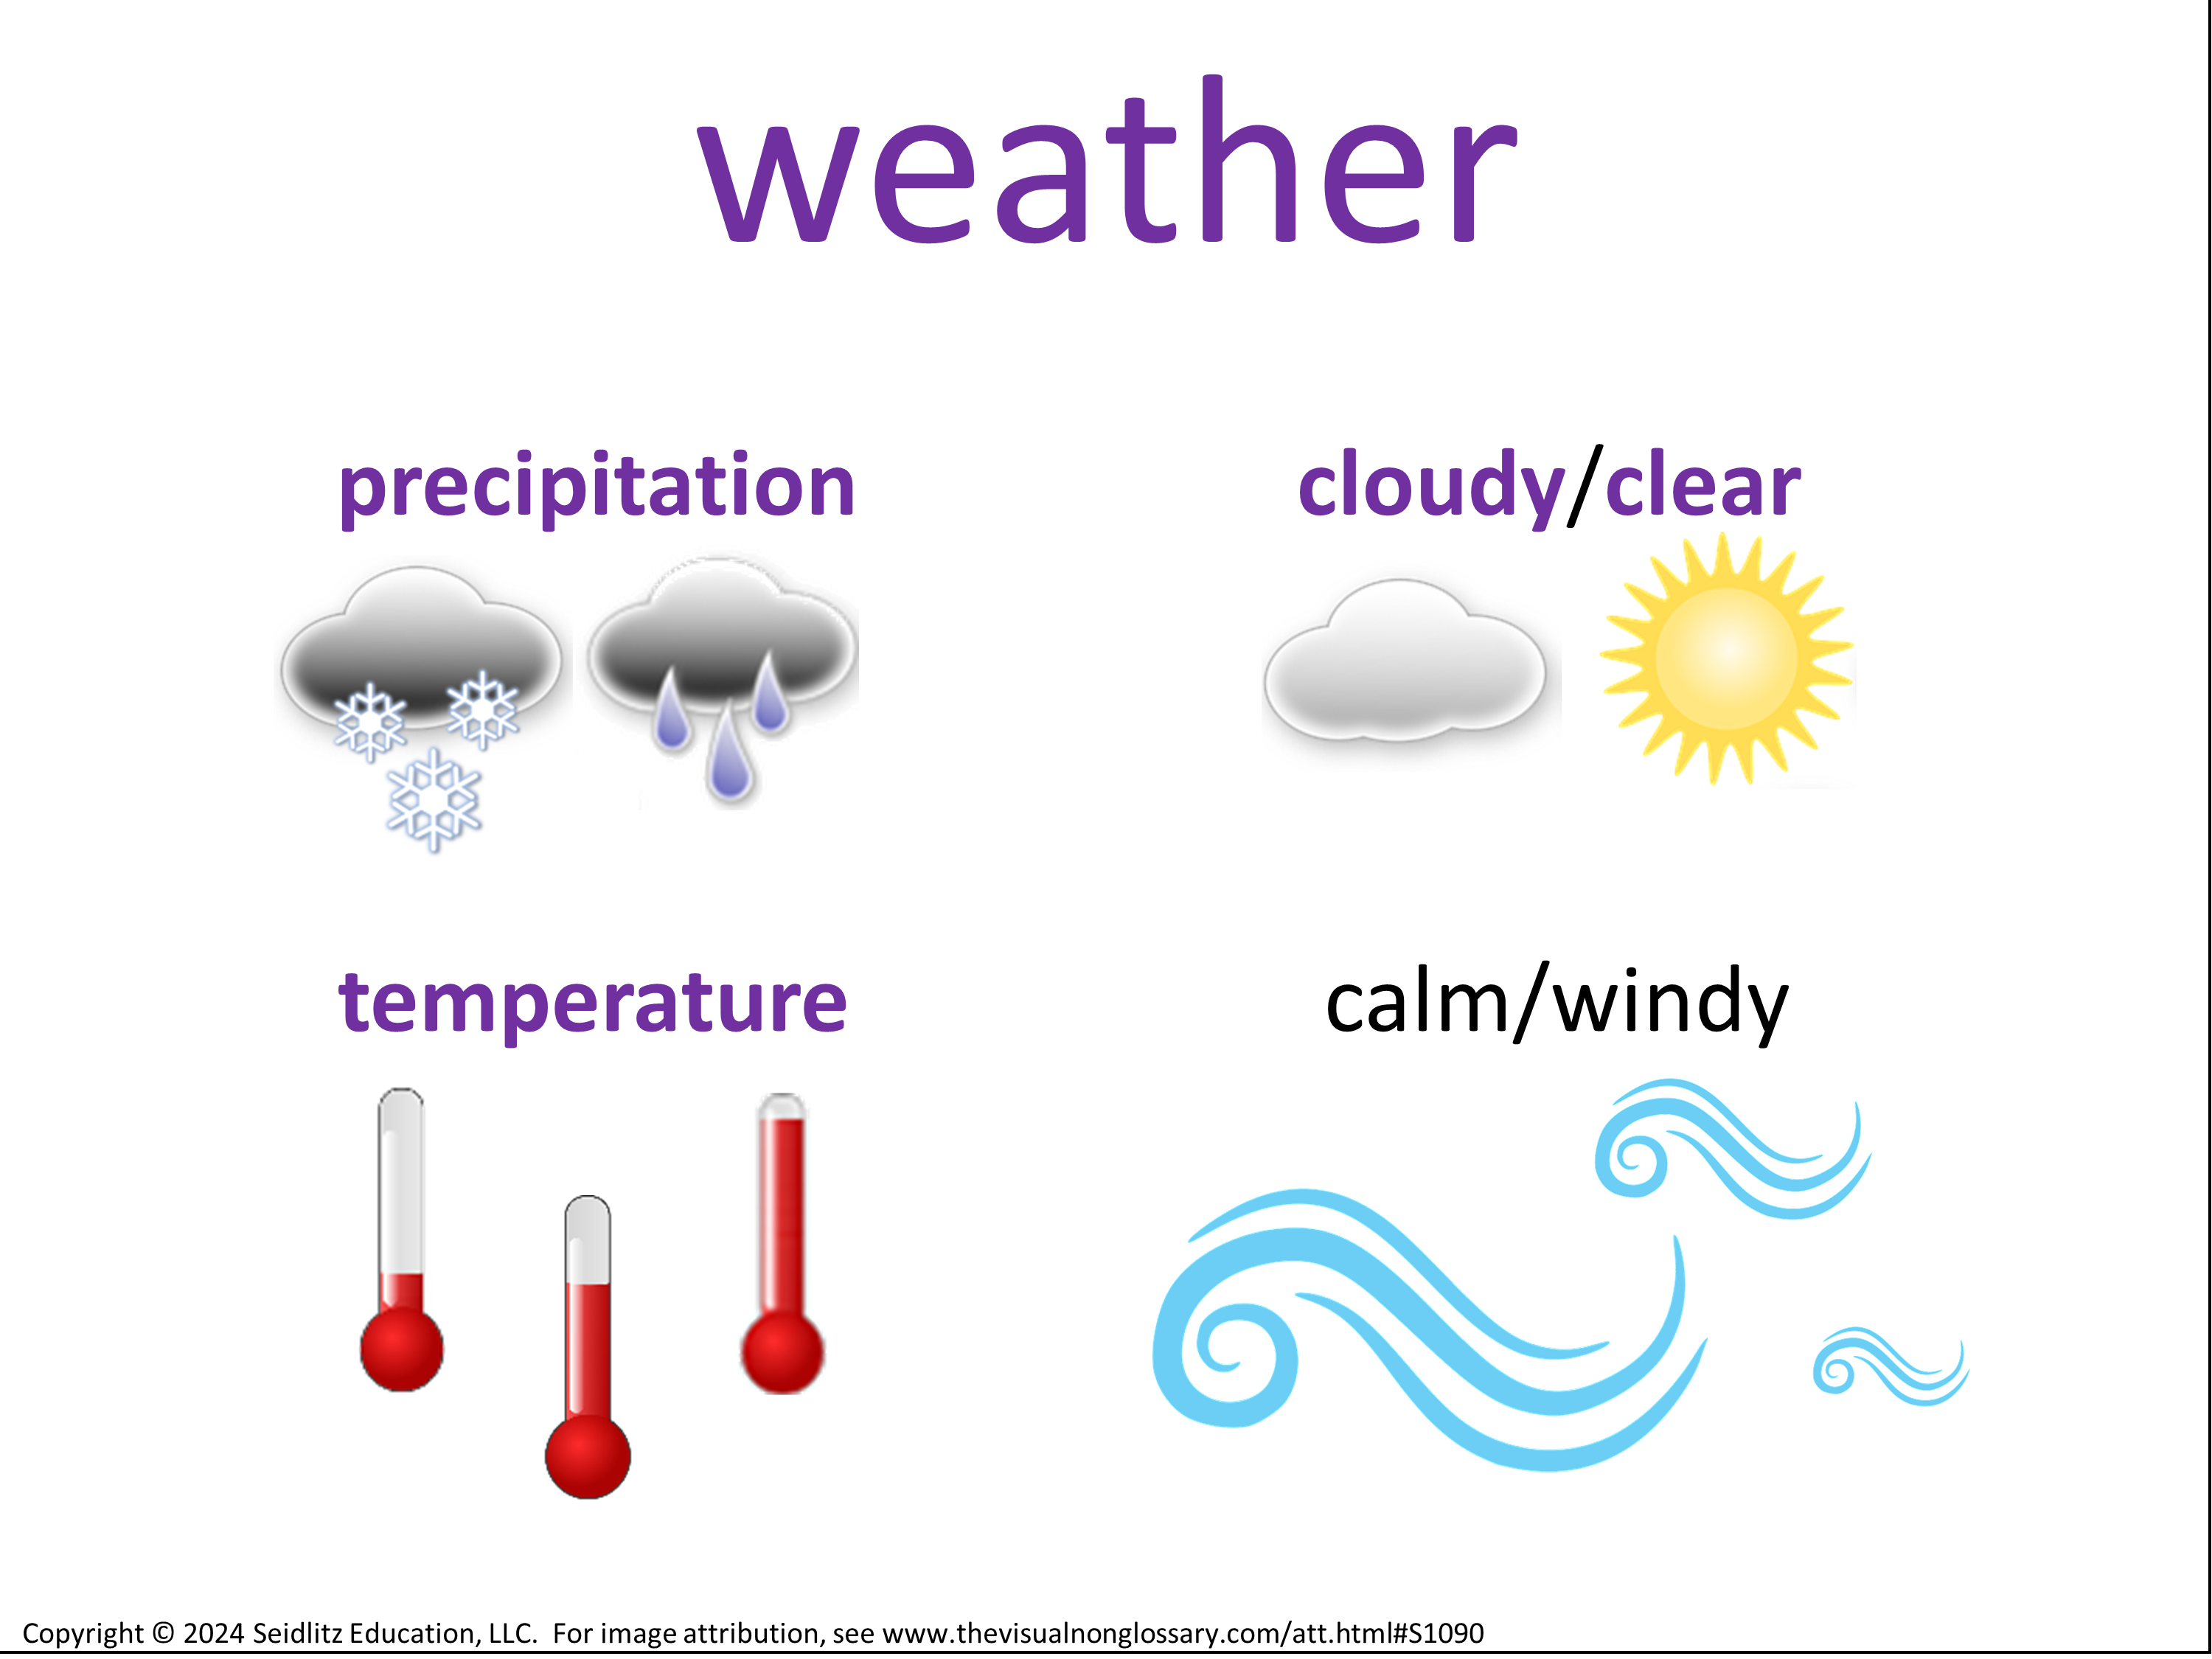 weather
precipitation
cloudy/clear
temperature
calm/windy
Copyright © 2024 Seidlitz Education, LLC.  For image attribution, see www.thevisualnonglossary.com/att.html#S1090